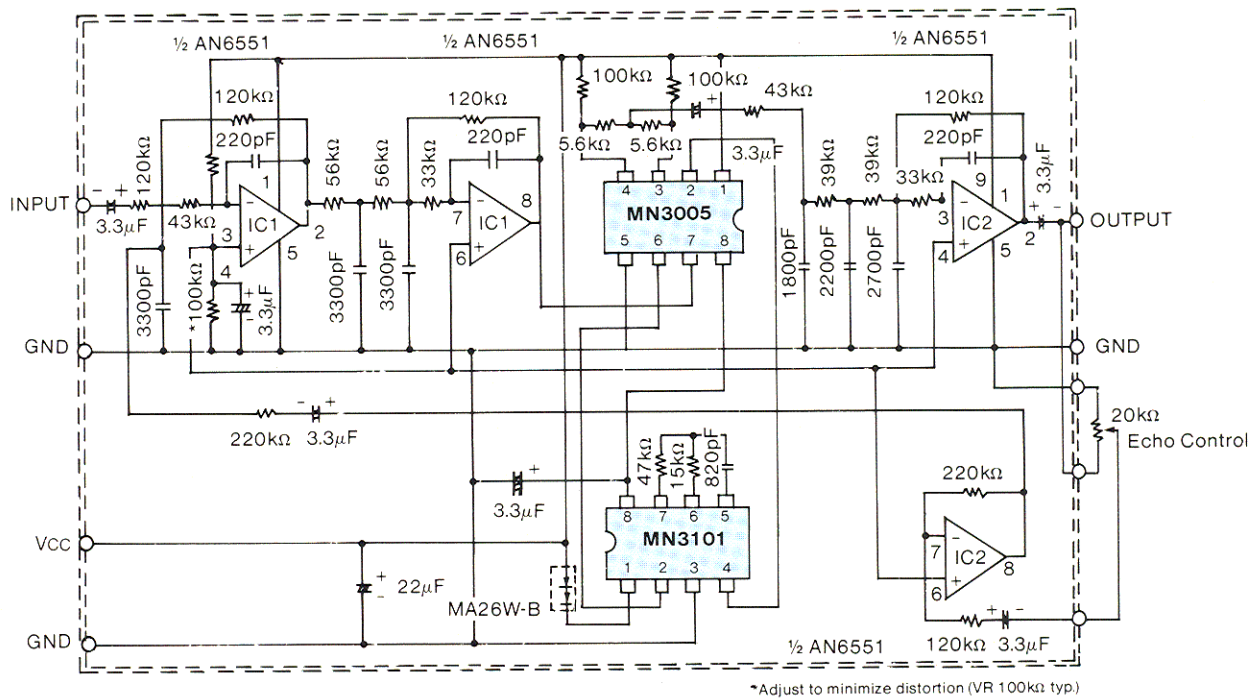 ½ AN6551
½ AN6551
½ AN6551
100kΩ
100kΩ
43kΩ
120kΩ
220pF
120kΩ
220pF
120kΩ
220pF
5.6kΩ
5.6kΩ
3.3μF
120kΩ
56kΩ
56kΩ
33kΩ
39kΩ
39kΩ
33kΩ
3.3μF
INPUT
- +
3.3μF
43kΩ
1
-
IC1
2
3
+
4
5
7
-
IC1
8
6
+
4 3 2 1
MN3005
5 6 7 8
9
1
-
3
IC2
+
4
5
2
+ -
OUTPUT
3300pF
*100kΩ
+
-
3.3μF
3300pF
3300pF
1800pF
2200pF
2700pF
GND
GND
- +
220kΩ
3.3μF
20kΩ
Echo Control
+
3.3μF
47kΩ
15kΩ
820pF
220kΩ
8 7 6 5
MN3101
1 2 3 4
7
-
IC2
8
6
+
Vcc
+
-
22μF
MA26W-B
+ -
120kΩ
3.3μF
GND
½ AN6551
*Adjust to minimize distortion (VR 100kΩ typ.)